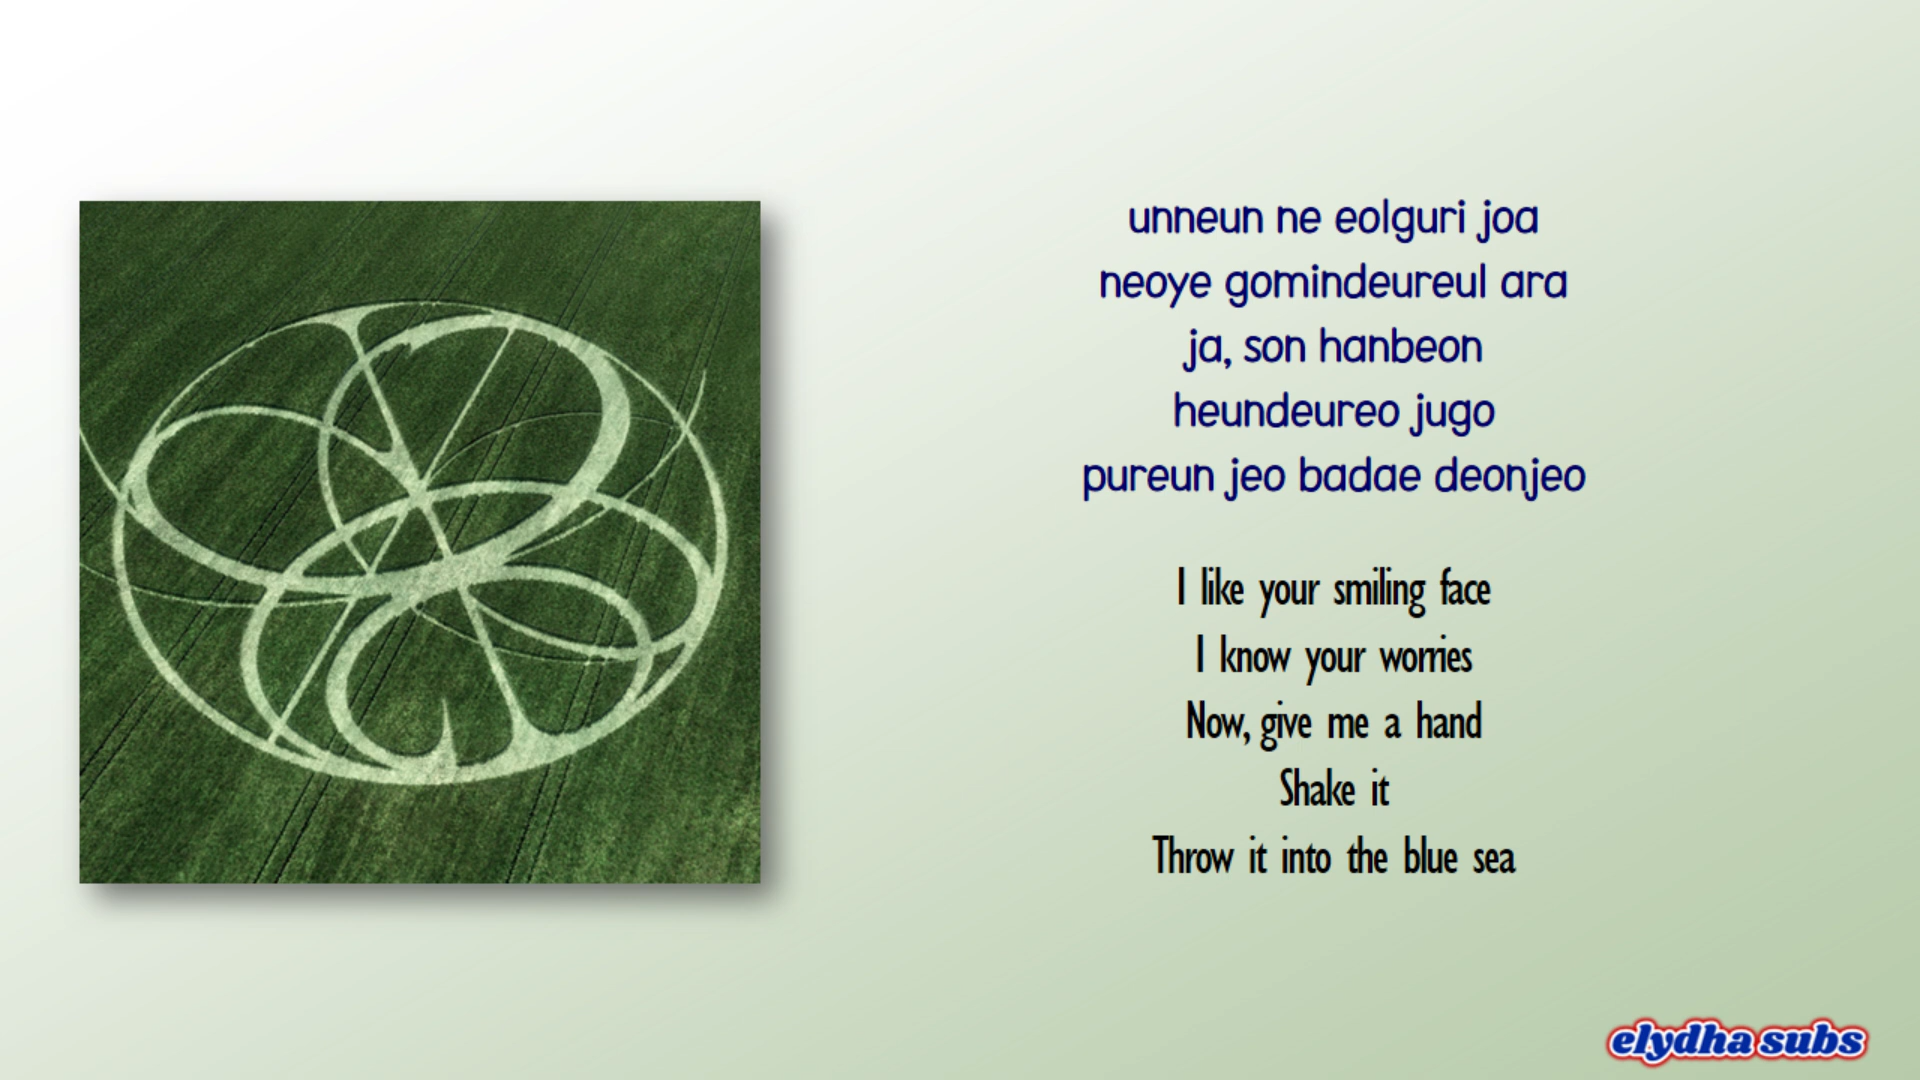 unneun ne eolguri joa
neoye gomindeureul ara
ja, son hanbeon
heundeureo jugo
pureun jeo badae deonjeo
I like your smiling face
I know your worries
Now, give me a hand
Shake it
Throw it into the blue sea
elydha subs